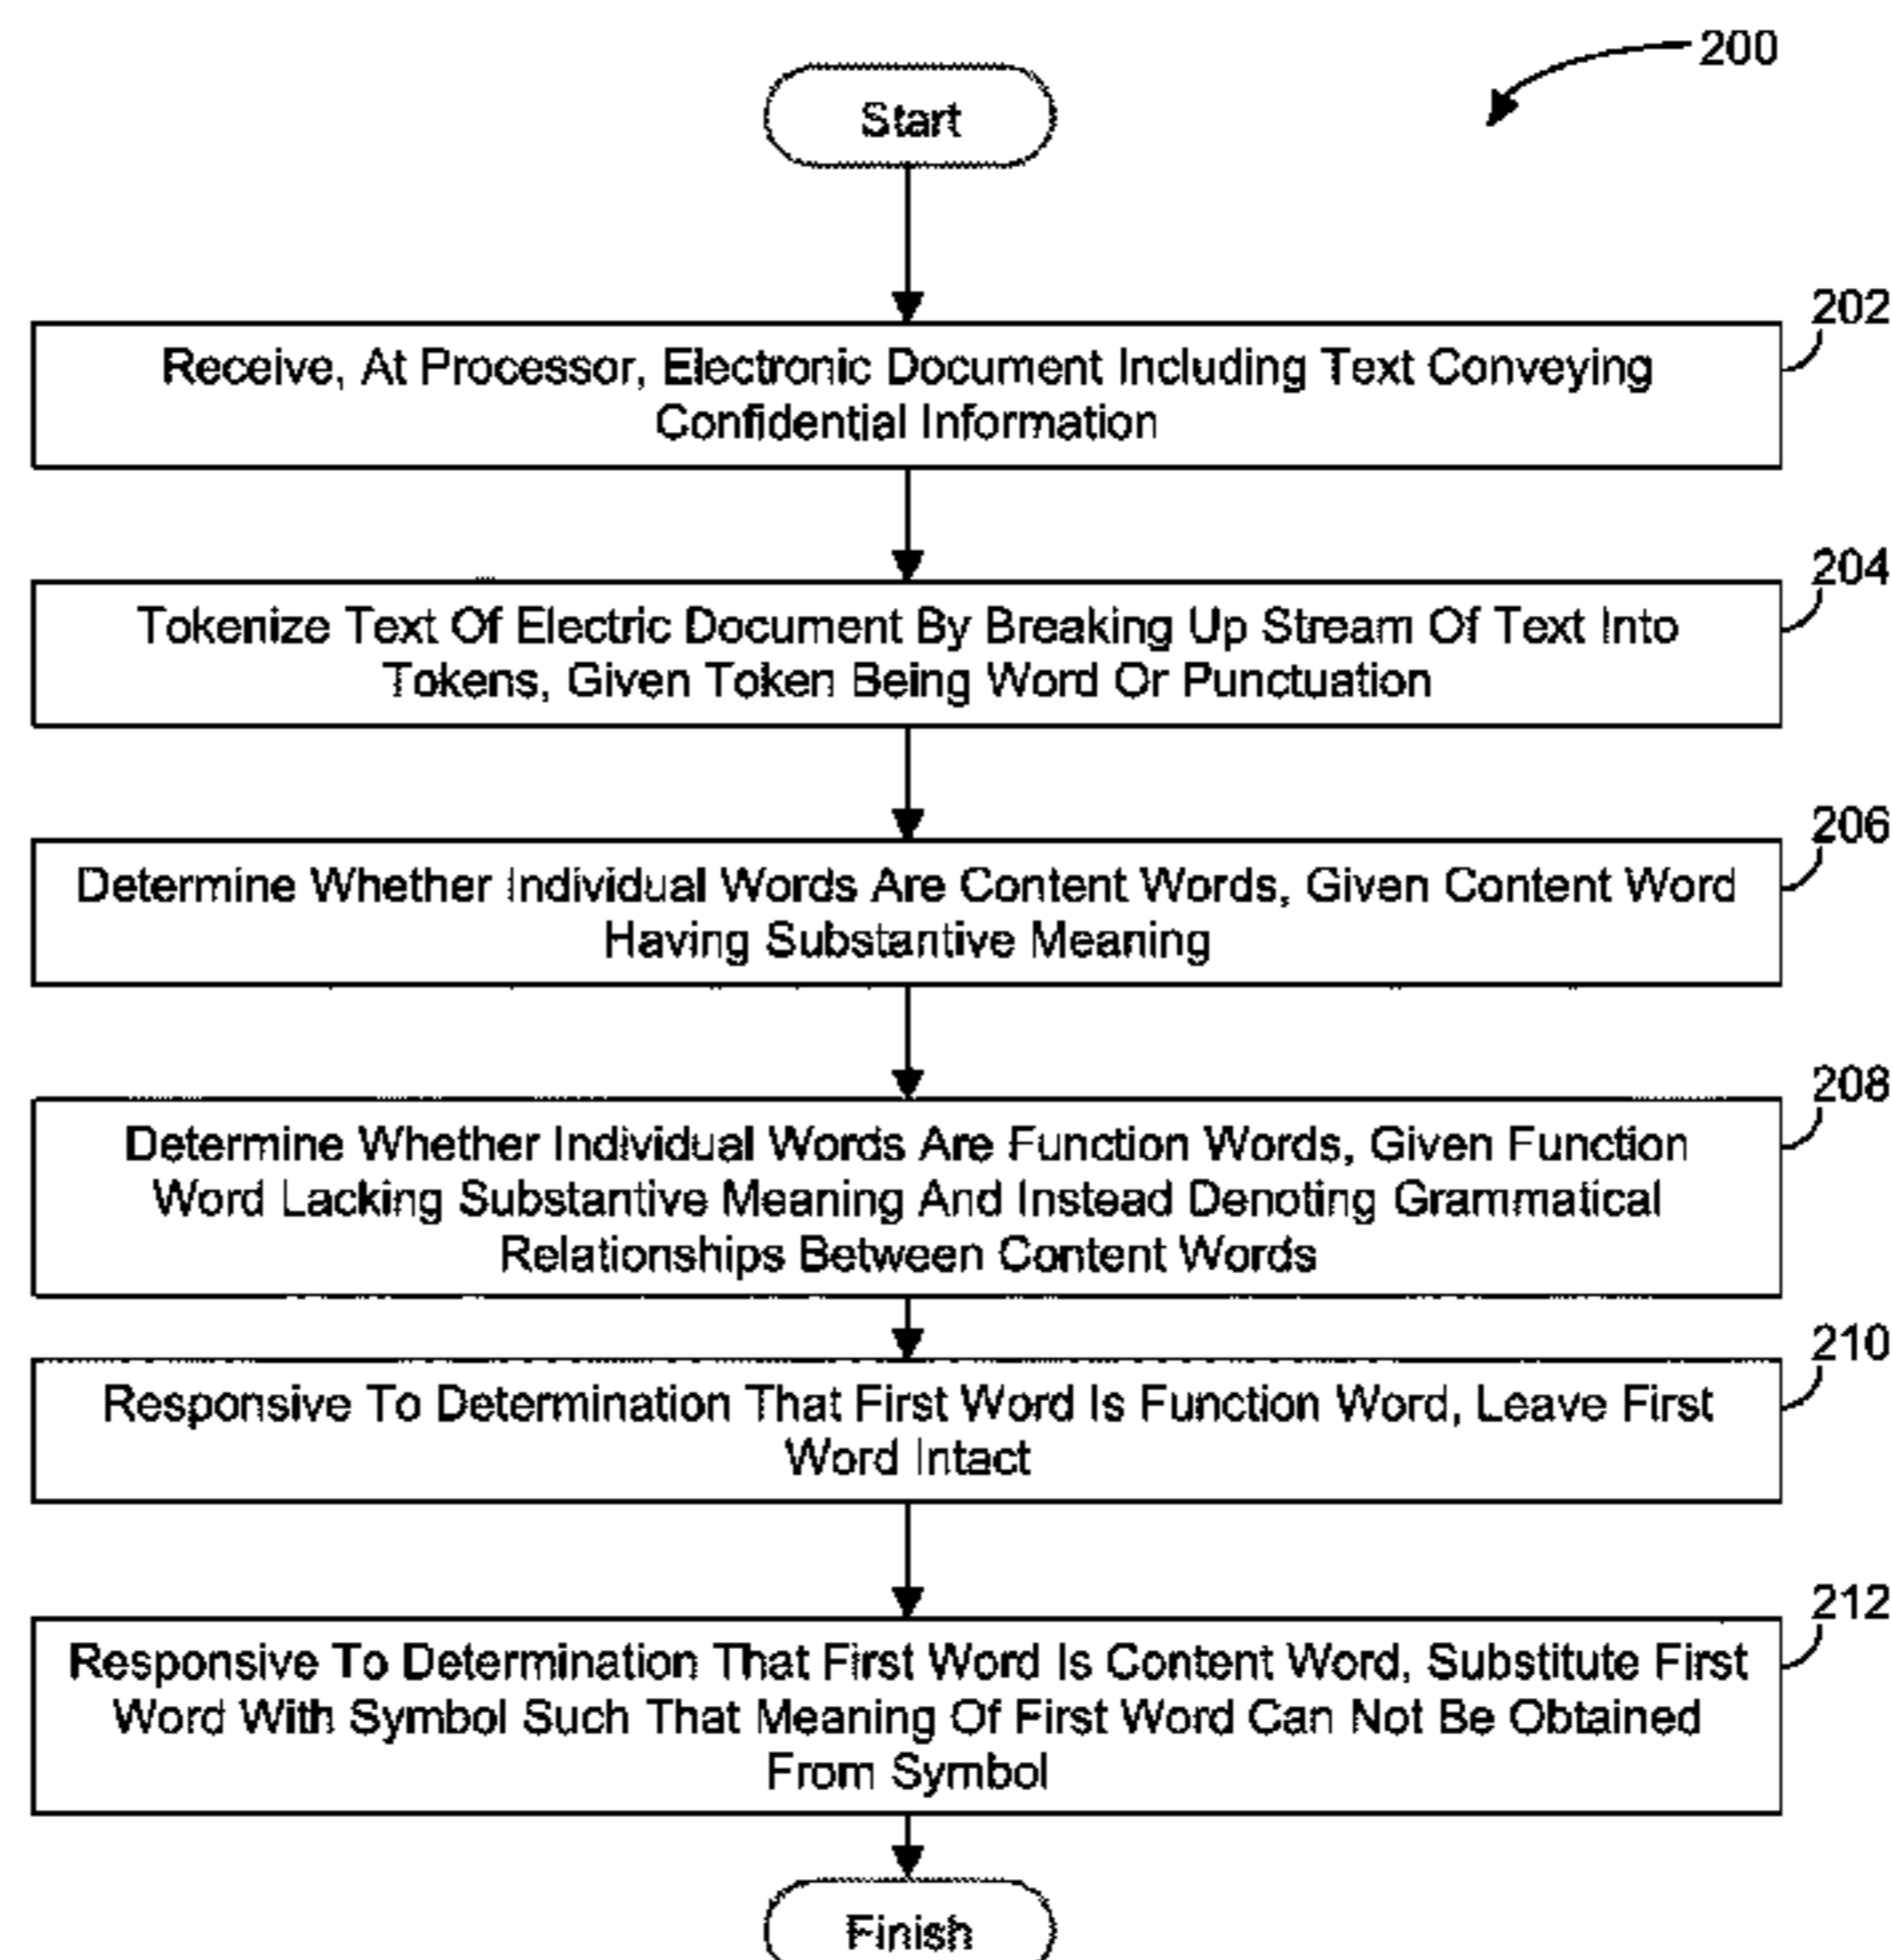 200
Start
202
Receive, At Processor, Electronic Document Including Text Conveying
Confidential Information
204
Tokenize Text Of Electric Document By Breaking Up Stream Of Text Into
Tokens, Given Token Being Word Or Punctuation
206
Determine Whether Individual Words Are Content Words, Given Content Word
Having Substantive Meaning
208
Determine Whether Individual Words Are Function Words, Given Function
Word Lacking Substantive Meaning And Instead Denoting Grammatical
Relationships Between Content Words
210
Responsive To Determination That First Word Is Function Word, Leave First
Word Intact
212
Responsive To Determination That First Word Is Content Word, Substitute First
Word With Symbol Such That Meaning Of First Word Can Not Be Obtained
From Symbol
Finish